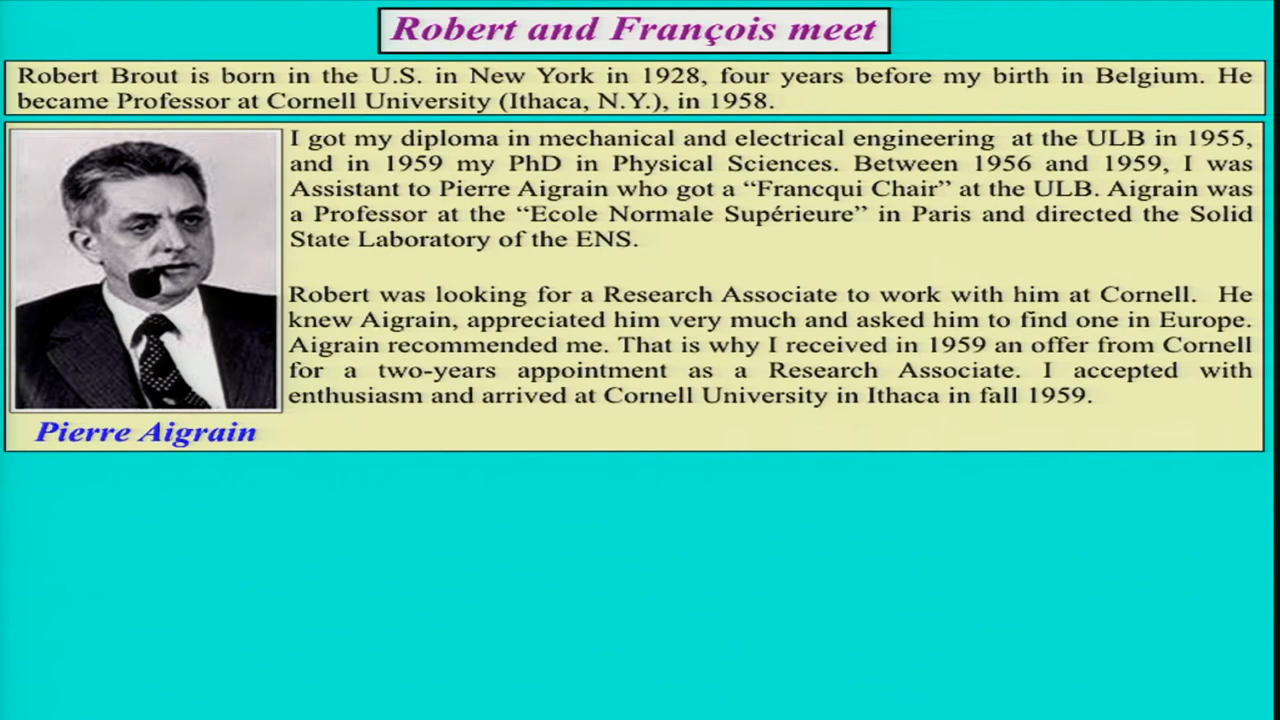 Robert and François meet
Robert Brout is born in the U.S. in New York in 1928, four years before my birth in Belgium. He
became Professor at Cornell University (Ithaca, N.Y.), in 1958.
I got my diploma in mechanical and electrical engineering at the ULB in 1955,
and in 1959 my PhD in Physical Sciences. Between 1956 and 1959, I was
Assistant to Pierre Aigrain who got a “Francqui Chair” at the ULB. Aigrain was
a Professor at the “Ecole Normale Supérieure” in Paris and directed the Solid
State Laboratory of the ENS.
Robert was looking for a Research Associate to work with him at Cornell. He
knew Aigrain, appreciated him very much and asked him to find one in Europe.
Aigrain recommended me. That is why I received in 1959 an offer from Cornell
for a two-years appointment as a Research Associate. I accepted with
enthusiasm and arrived at Cornell University in Ithaca in fall 1959.
Pierre Aigrain